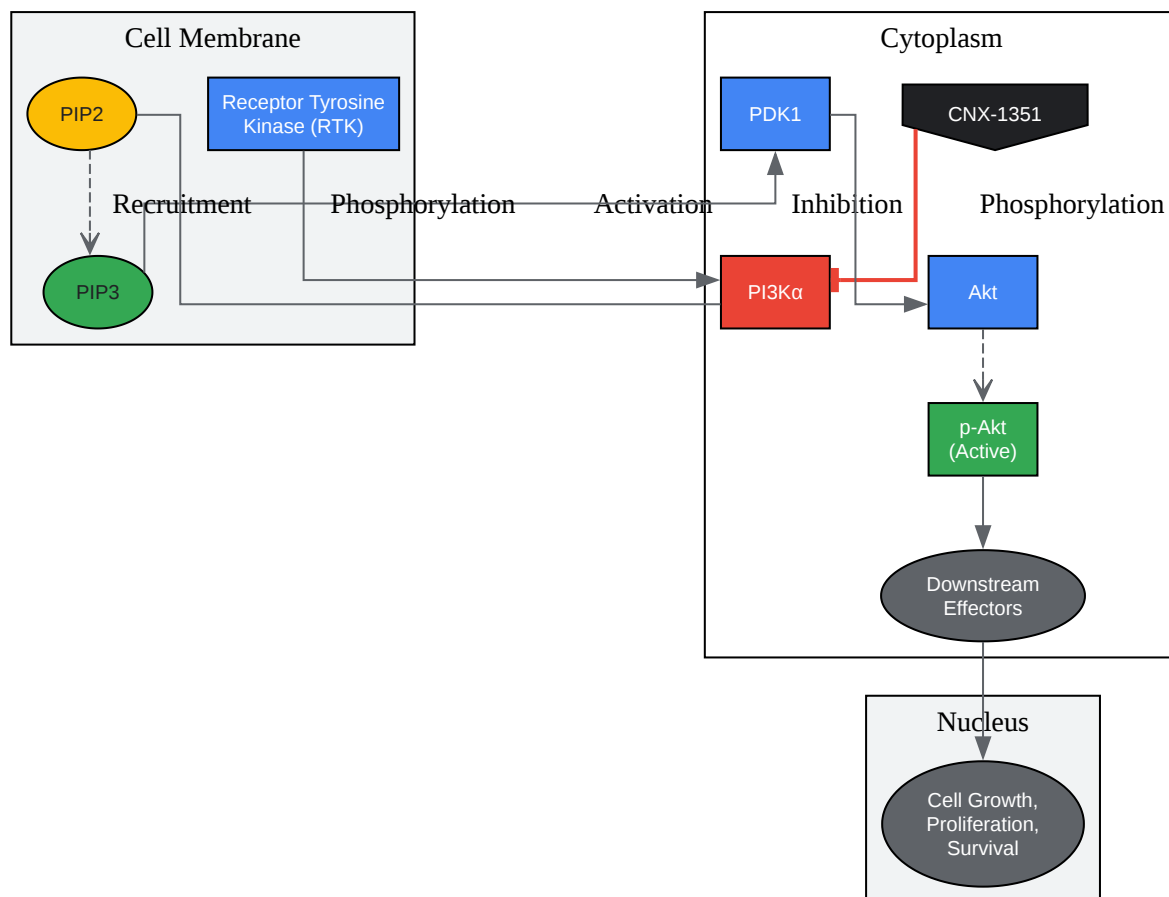 Cell Membrane
Cytoplasm
PIP2
Receptor Tyrosine
Kinase (RTK)
PDK1
CNX-1351
Recruitment
Phosphorylation
Activation
Inhibition
Phosphorylation
PIP3
PI3Kα
Akt
p-Akt
(Active)
Downstream
Effectors
Nucleus
Cell Growth,
Proliferation,
Survival